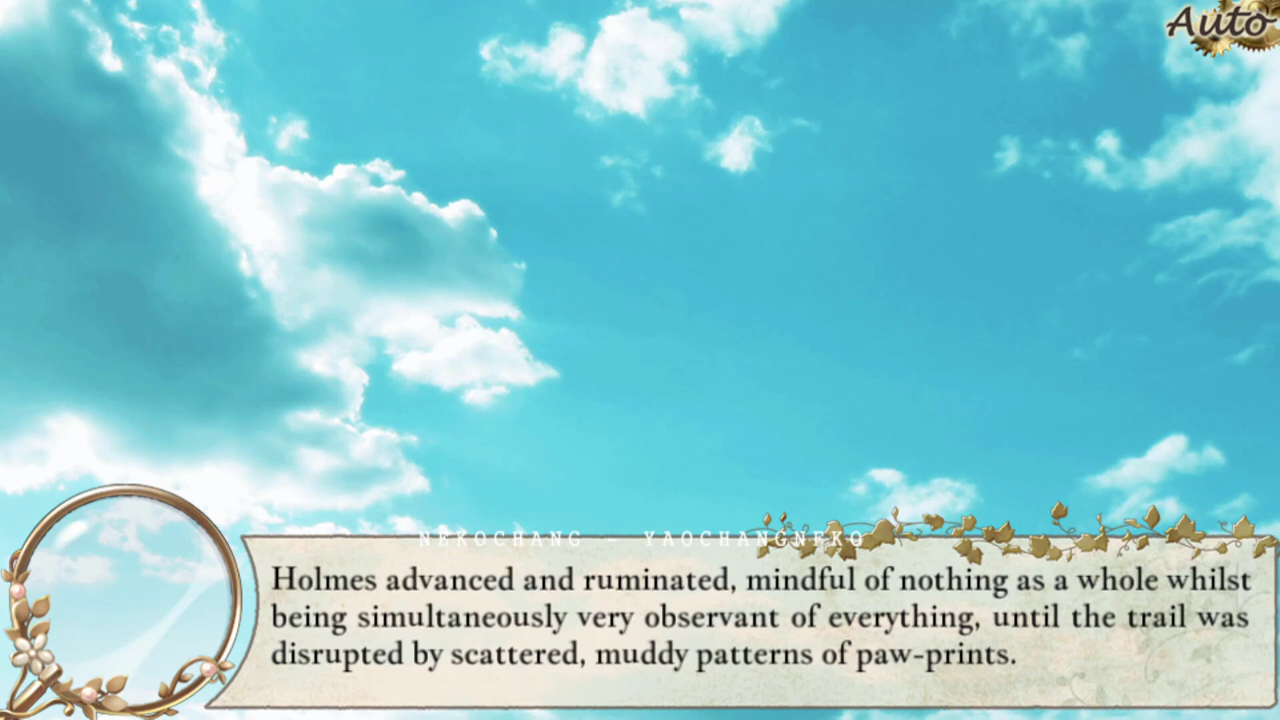 Auto
NEKOCHANG - YAOCHANGNEKO
Holmes advanced and ruminated, mindful of nothing as a whole whilst
being simultaneously very observant of everything, until the trail was
disrupted by scattered, muddy patterns of paw-prints.